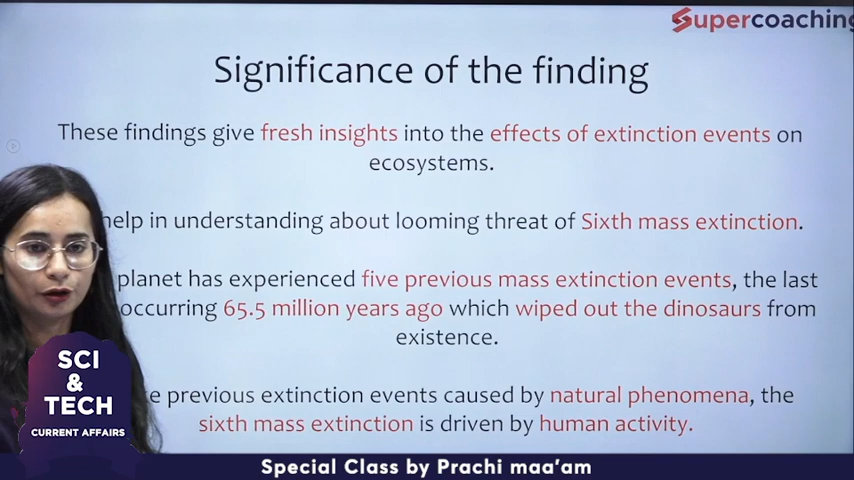 Supercoaching
Significance of the finding
These findings give fresh insights into the effects of extinction events on
ecosystems.
help in understanding about looming threat of Sixth mass extinction.
planet has experienced five previous mass extinction events, the last
occurring 65.5 million years ago which wiped out the dinosaurs from
existence.
previous extinction events caused by natural phenomena, the
sixth mass extinction is driven by human activity.
SCI
&
TECH
CURRENT AFFAIRS
Special Class by Prachi maa'am